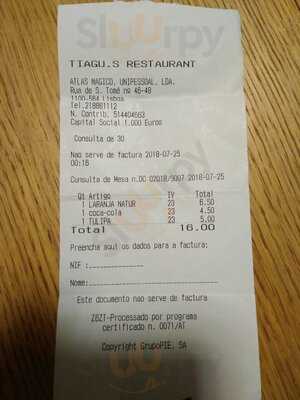 Sluurpy
TIAGU.S RESTAURANT
ATLAS MAGICO, UNIPESSOAL, LDA.
Rua de S. Tomé nº 46-48
1100-564 Lisboa
Tel.218861112
N. Contrib. 514404663
Capital Social 1.000 Euros
Consulta de 30
Nao serve de factura 2018-07-25
00:18
Consulta de Mesa n.DC 02018/9007 2018-07-25
Qt Artigo IV Total
1 LARANJA NATUR 23 6.50
1 coca-cola 23 4.50
1 TULIPA 23 5.00
Total 16.00
Preencha aqui os dados para a factura:
NIF :
Nome:
Este documento nao serve de factura
Z8Z1-Processado por programa
certificado n. 0071/AT
Copyright GrupoPIE, SA